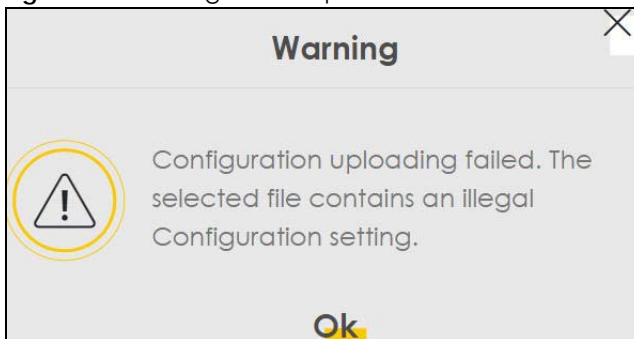 Warning
Configuration uploading failed. The
selected file contains an illegal
Configuration setting.
Ok